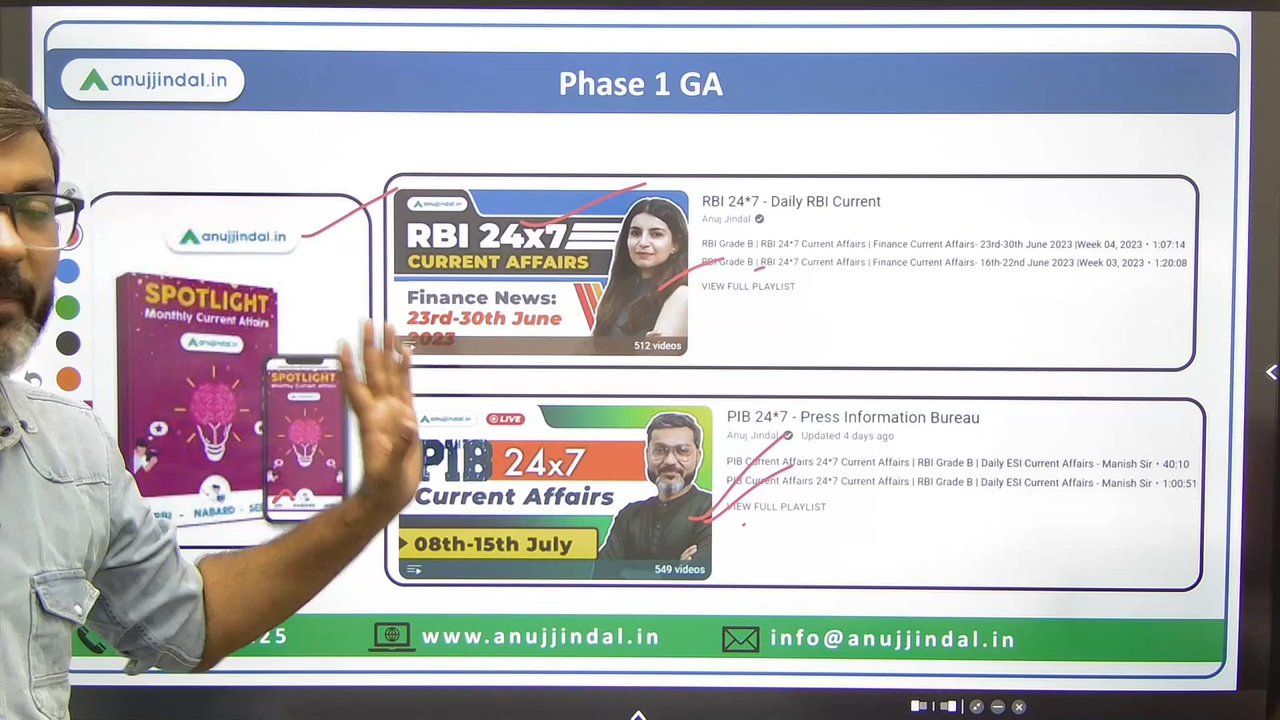 anujjindal.in
Phase 1 GA
anujjindal.in
SPOTLIGHT
Monthly Current Affairs
anujjindal.in
SPOTLIGHT
Monthly Current Affairs
NABARD
anujjindal.in
RBI 24x7
CURRENT AFFAIRS
Finance News:
23rd-30th June
2023
512 videos
RBI 24*7 - Daily RBI Current
Anuj Jindal
RBI Grade B | RBI 24*7 Current Affairs | Finance Current Affairs- 23rd-30th June 2023 |Week 04, 2023 • 1:07:14
RBI Grade B | RBI 24*7 Current Affairs | Finance Current Affairs- 16th-22nd June 2023 |Week 03, 2023 • 1:20:08
VIEW FULL PLAYLIST
anujjindal.in
LIVE
PIB 24x7
Current Affairs
08th-15th July
549 videos
PIB 24*7 - Press Information Bureau
Anuj Jindal Updated 4 days ago
PIB Current Affairs 24*7 Current Affairs | RBI Grade B | Daily ESI Current Affairs - Manish Sir • 40:10
PIB Current Affairs 24*7 Current Affairs | RBI Grade B | Daily ESI Current Affairs - Manish Sir • 1:00:51
VIEW FULL PLAYLIST
25
www.anujjindal.in
info@anujjindal.in